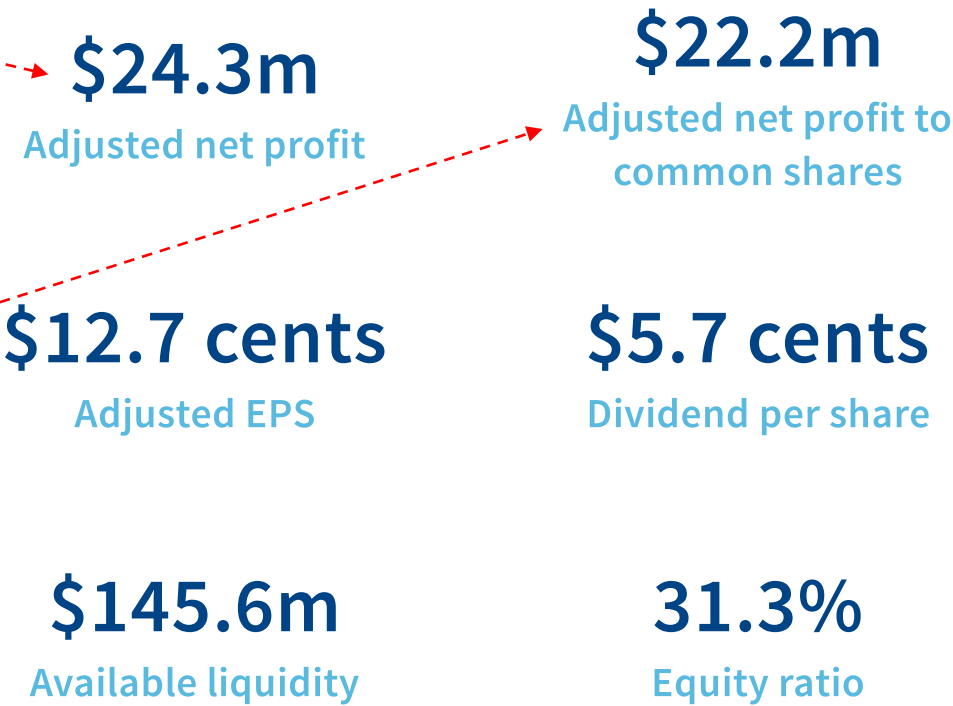 $24.3m
Adjusted net profit
$22.2m
Adjusted net profit to
common shares
$12.7 cents
Adjusted EPS
$5.7 cents
Dividend per share
$145.6m
Available liquidity
31.3%
Equity ratio